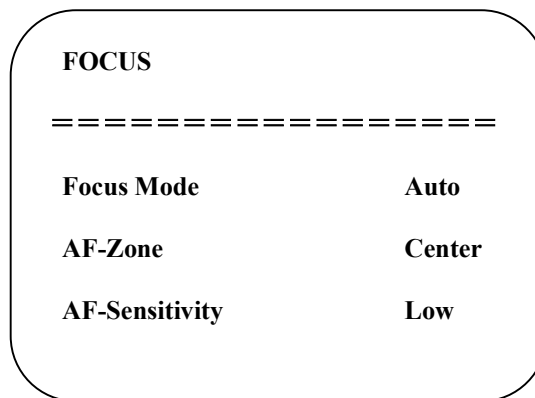 FOCUS
==================
Focus Mode Auto
AF-Zone Center
AF-Sensitivity Low